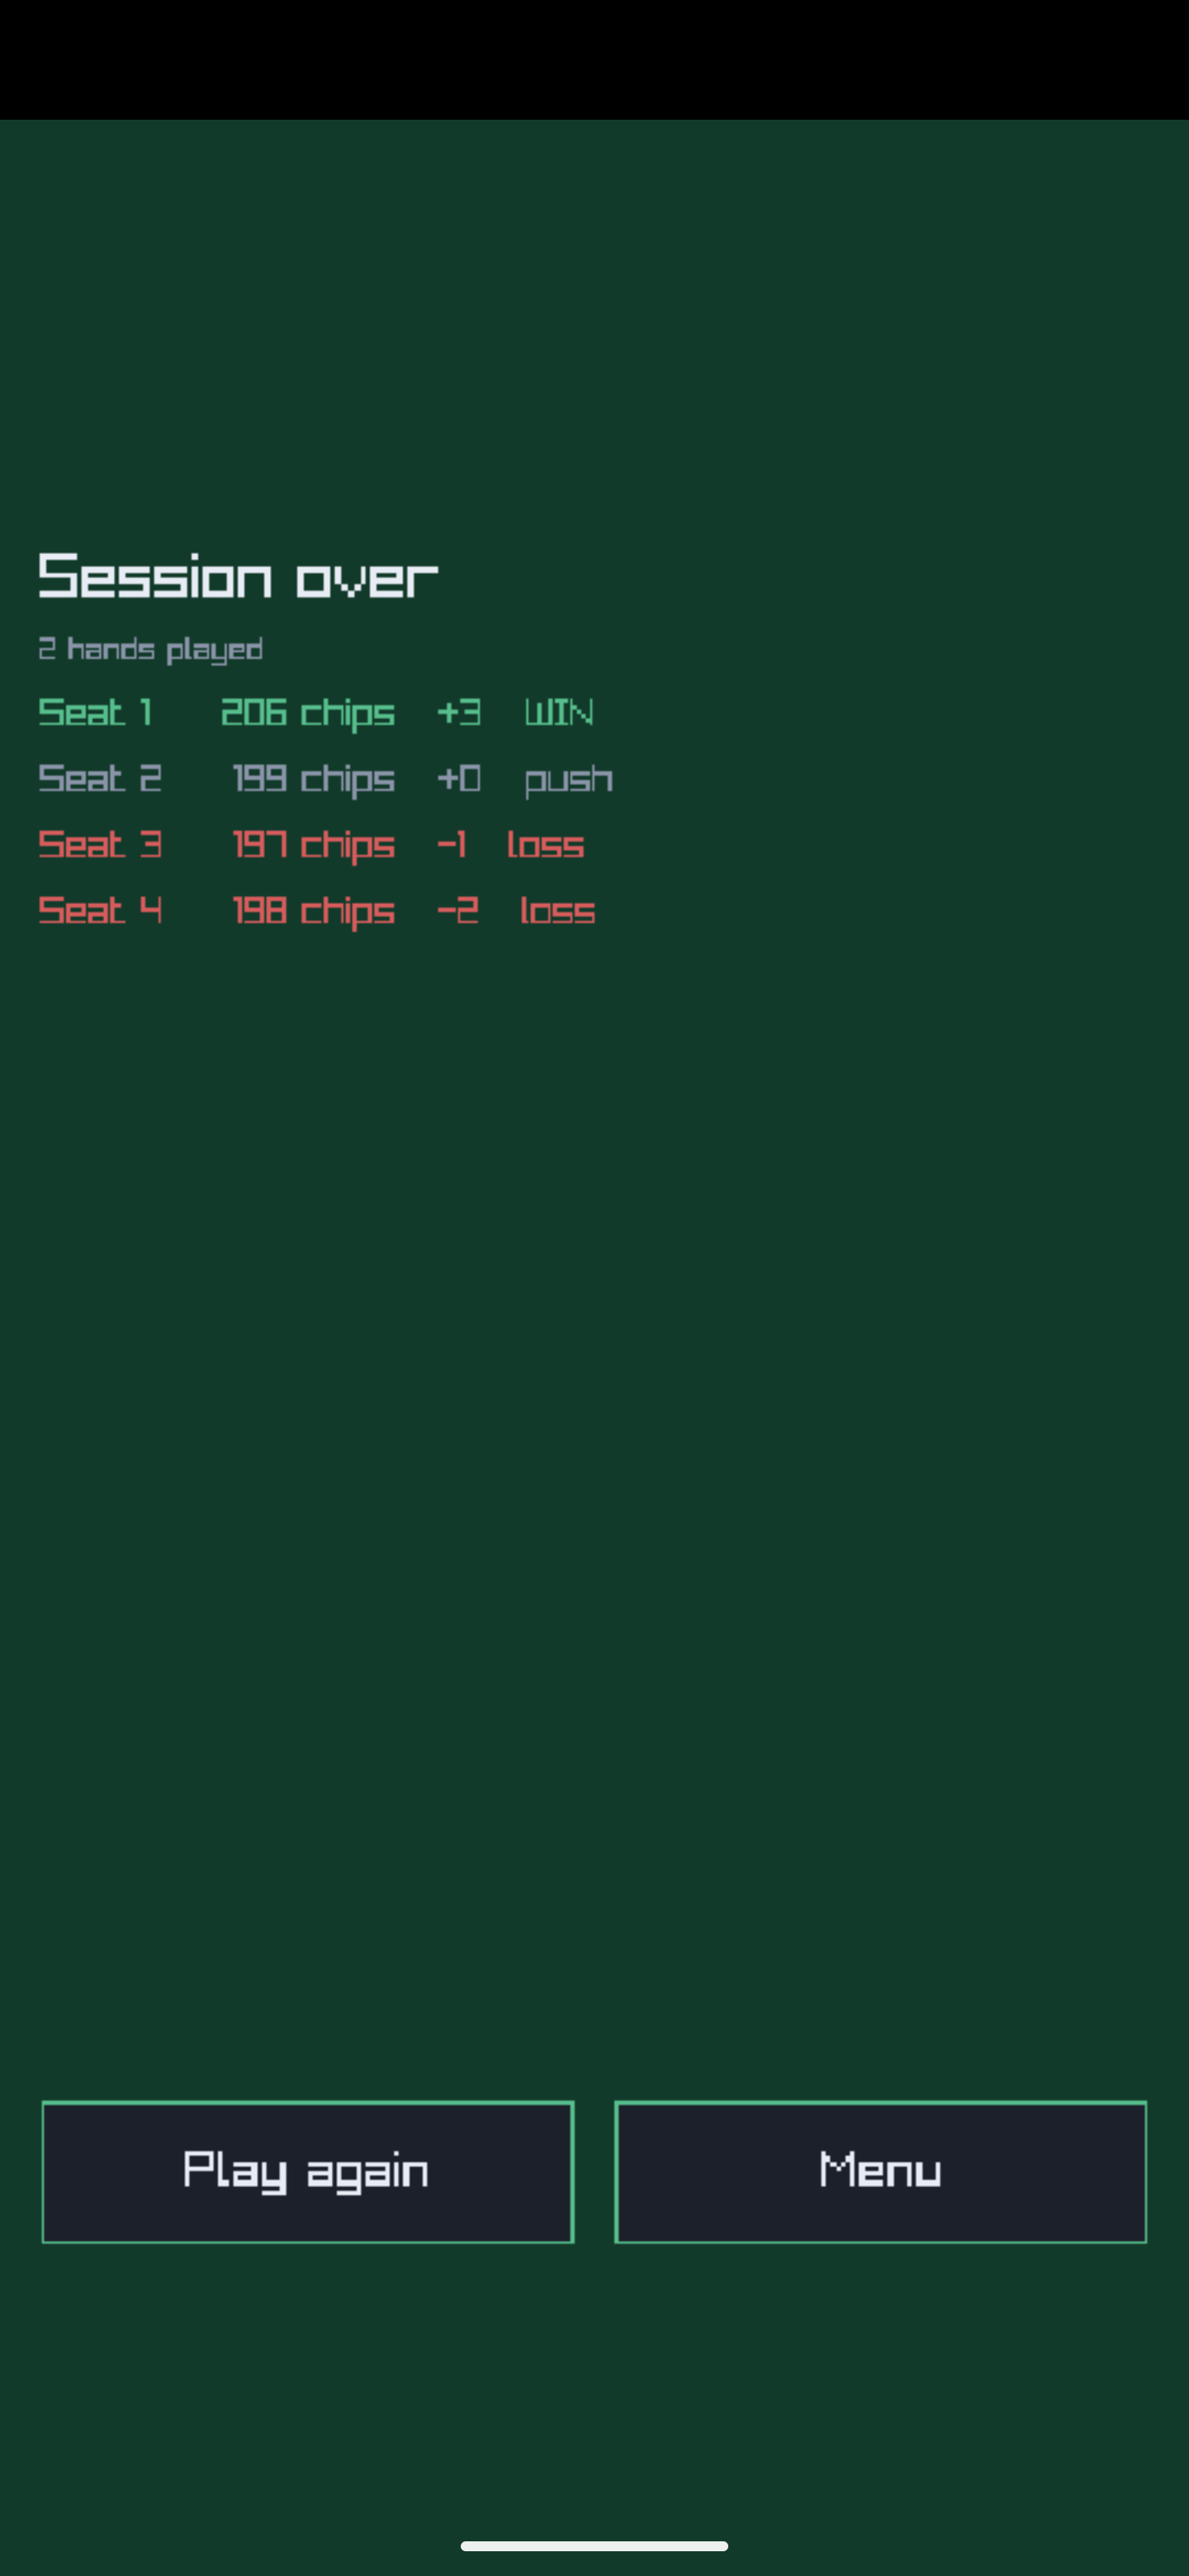 Session over
2 hands played
Seat 1 206 chips +3 WIN
Seat 2 199 chips +0 push
Seat 3 197 chips -1 loss
Seat 4 198 chips -2 loss
Play again Menu